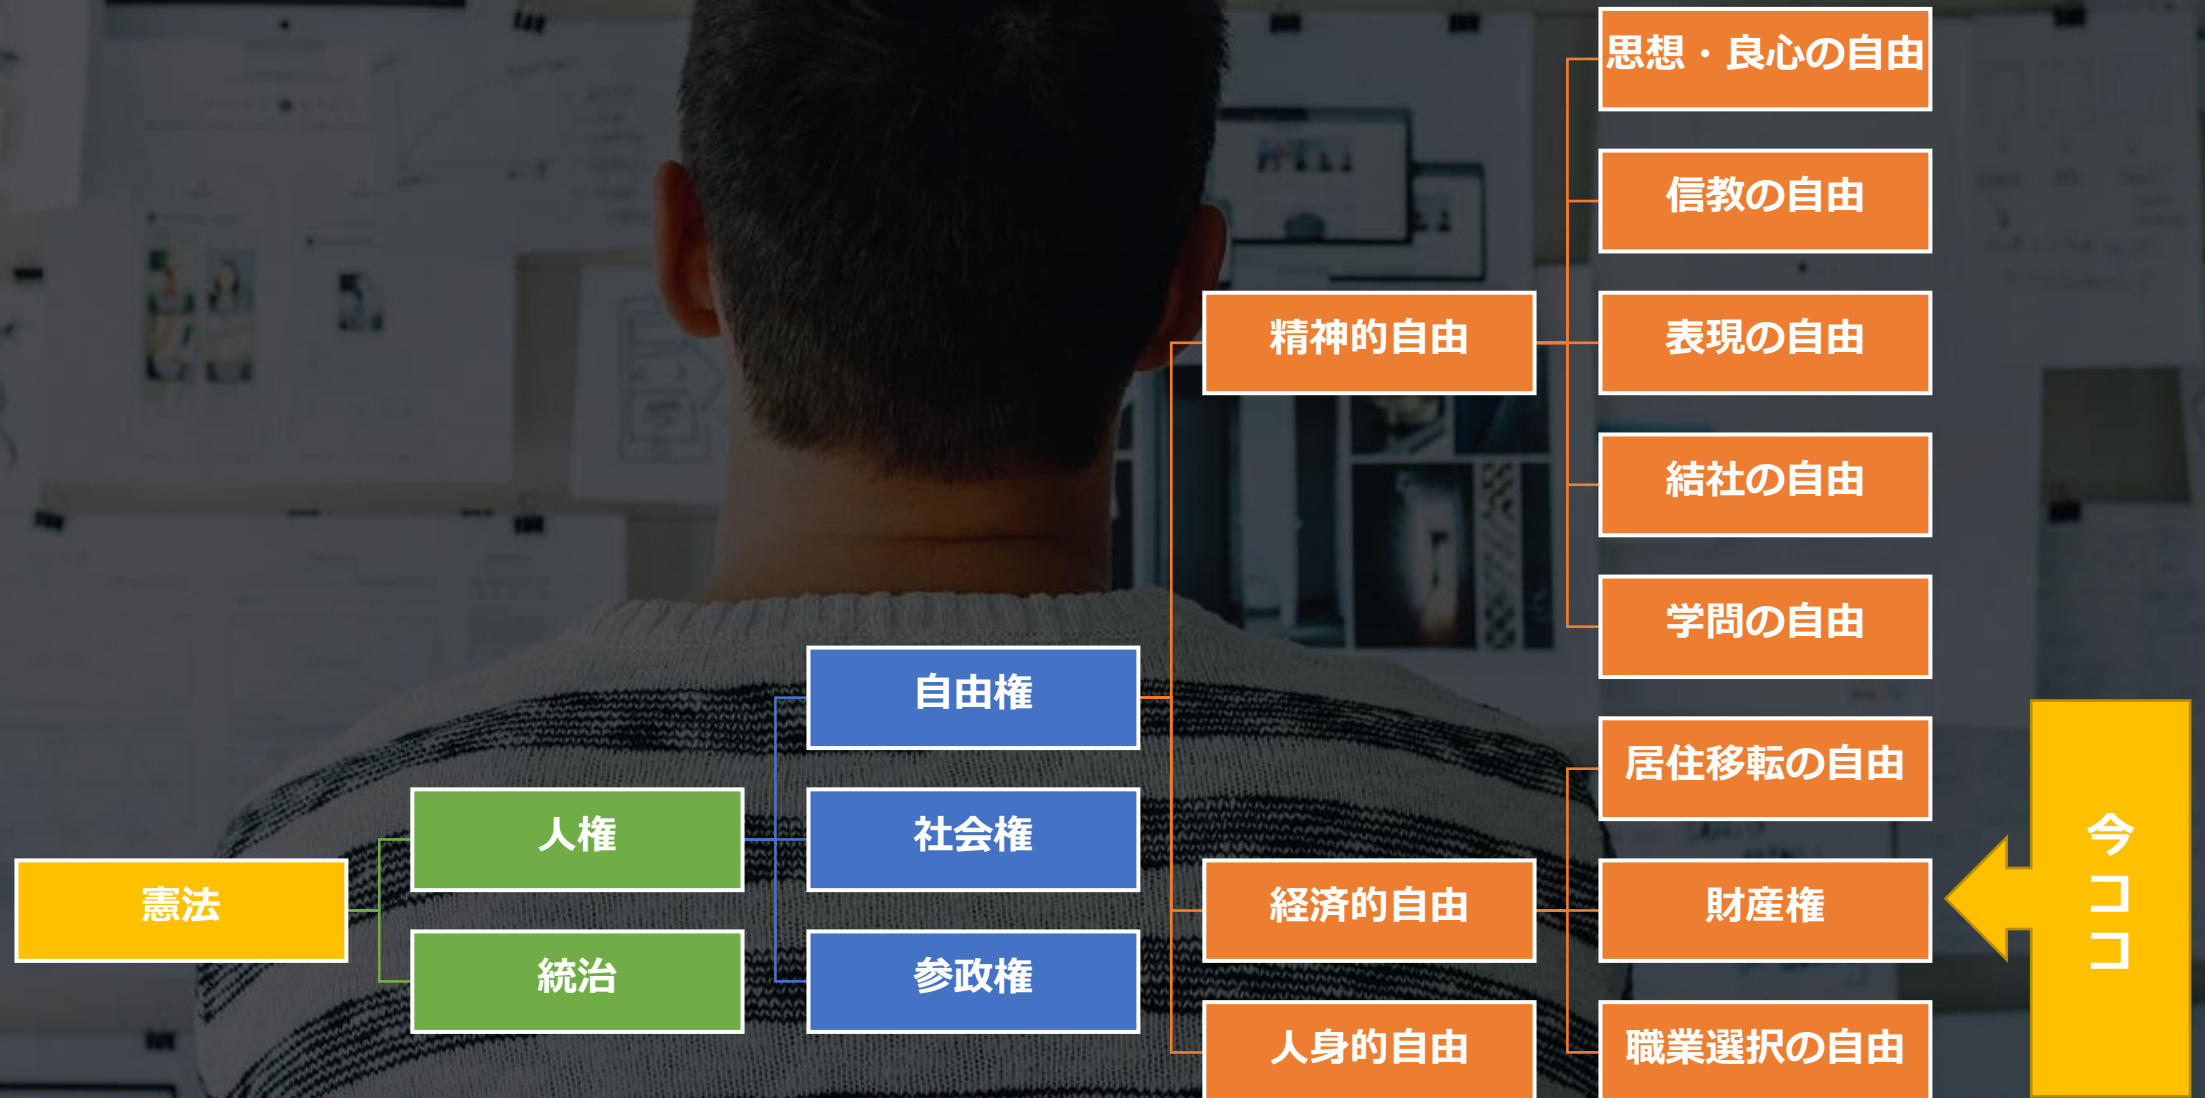 思想・良心の自由
信教の自由
精神的自由
表現の自由
結社の自由
学問の自由
自由権
居住移転の自由
人権
社会権
憲法
経済的自由
財産権
今ココ
統治
参政権
人身的自由
職業選択の自由